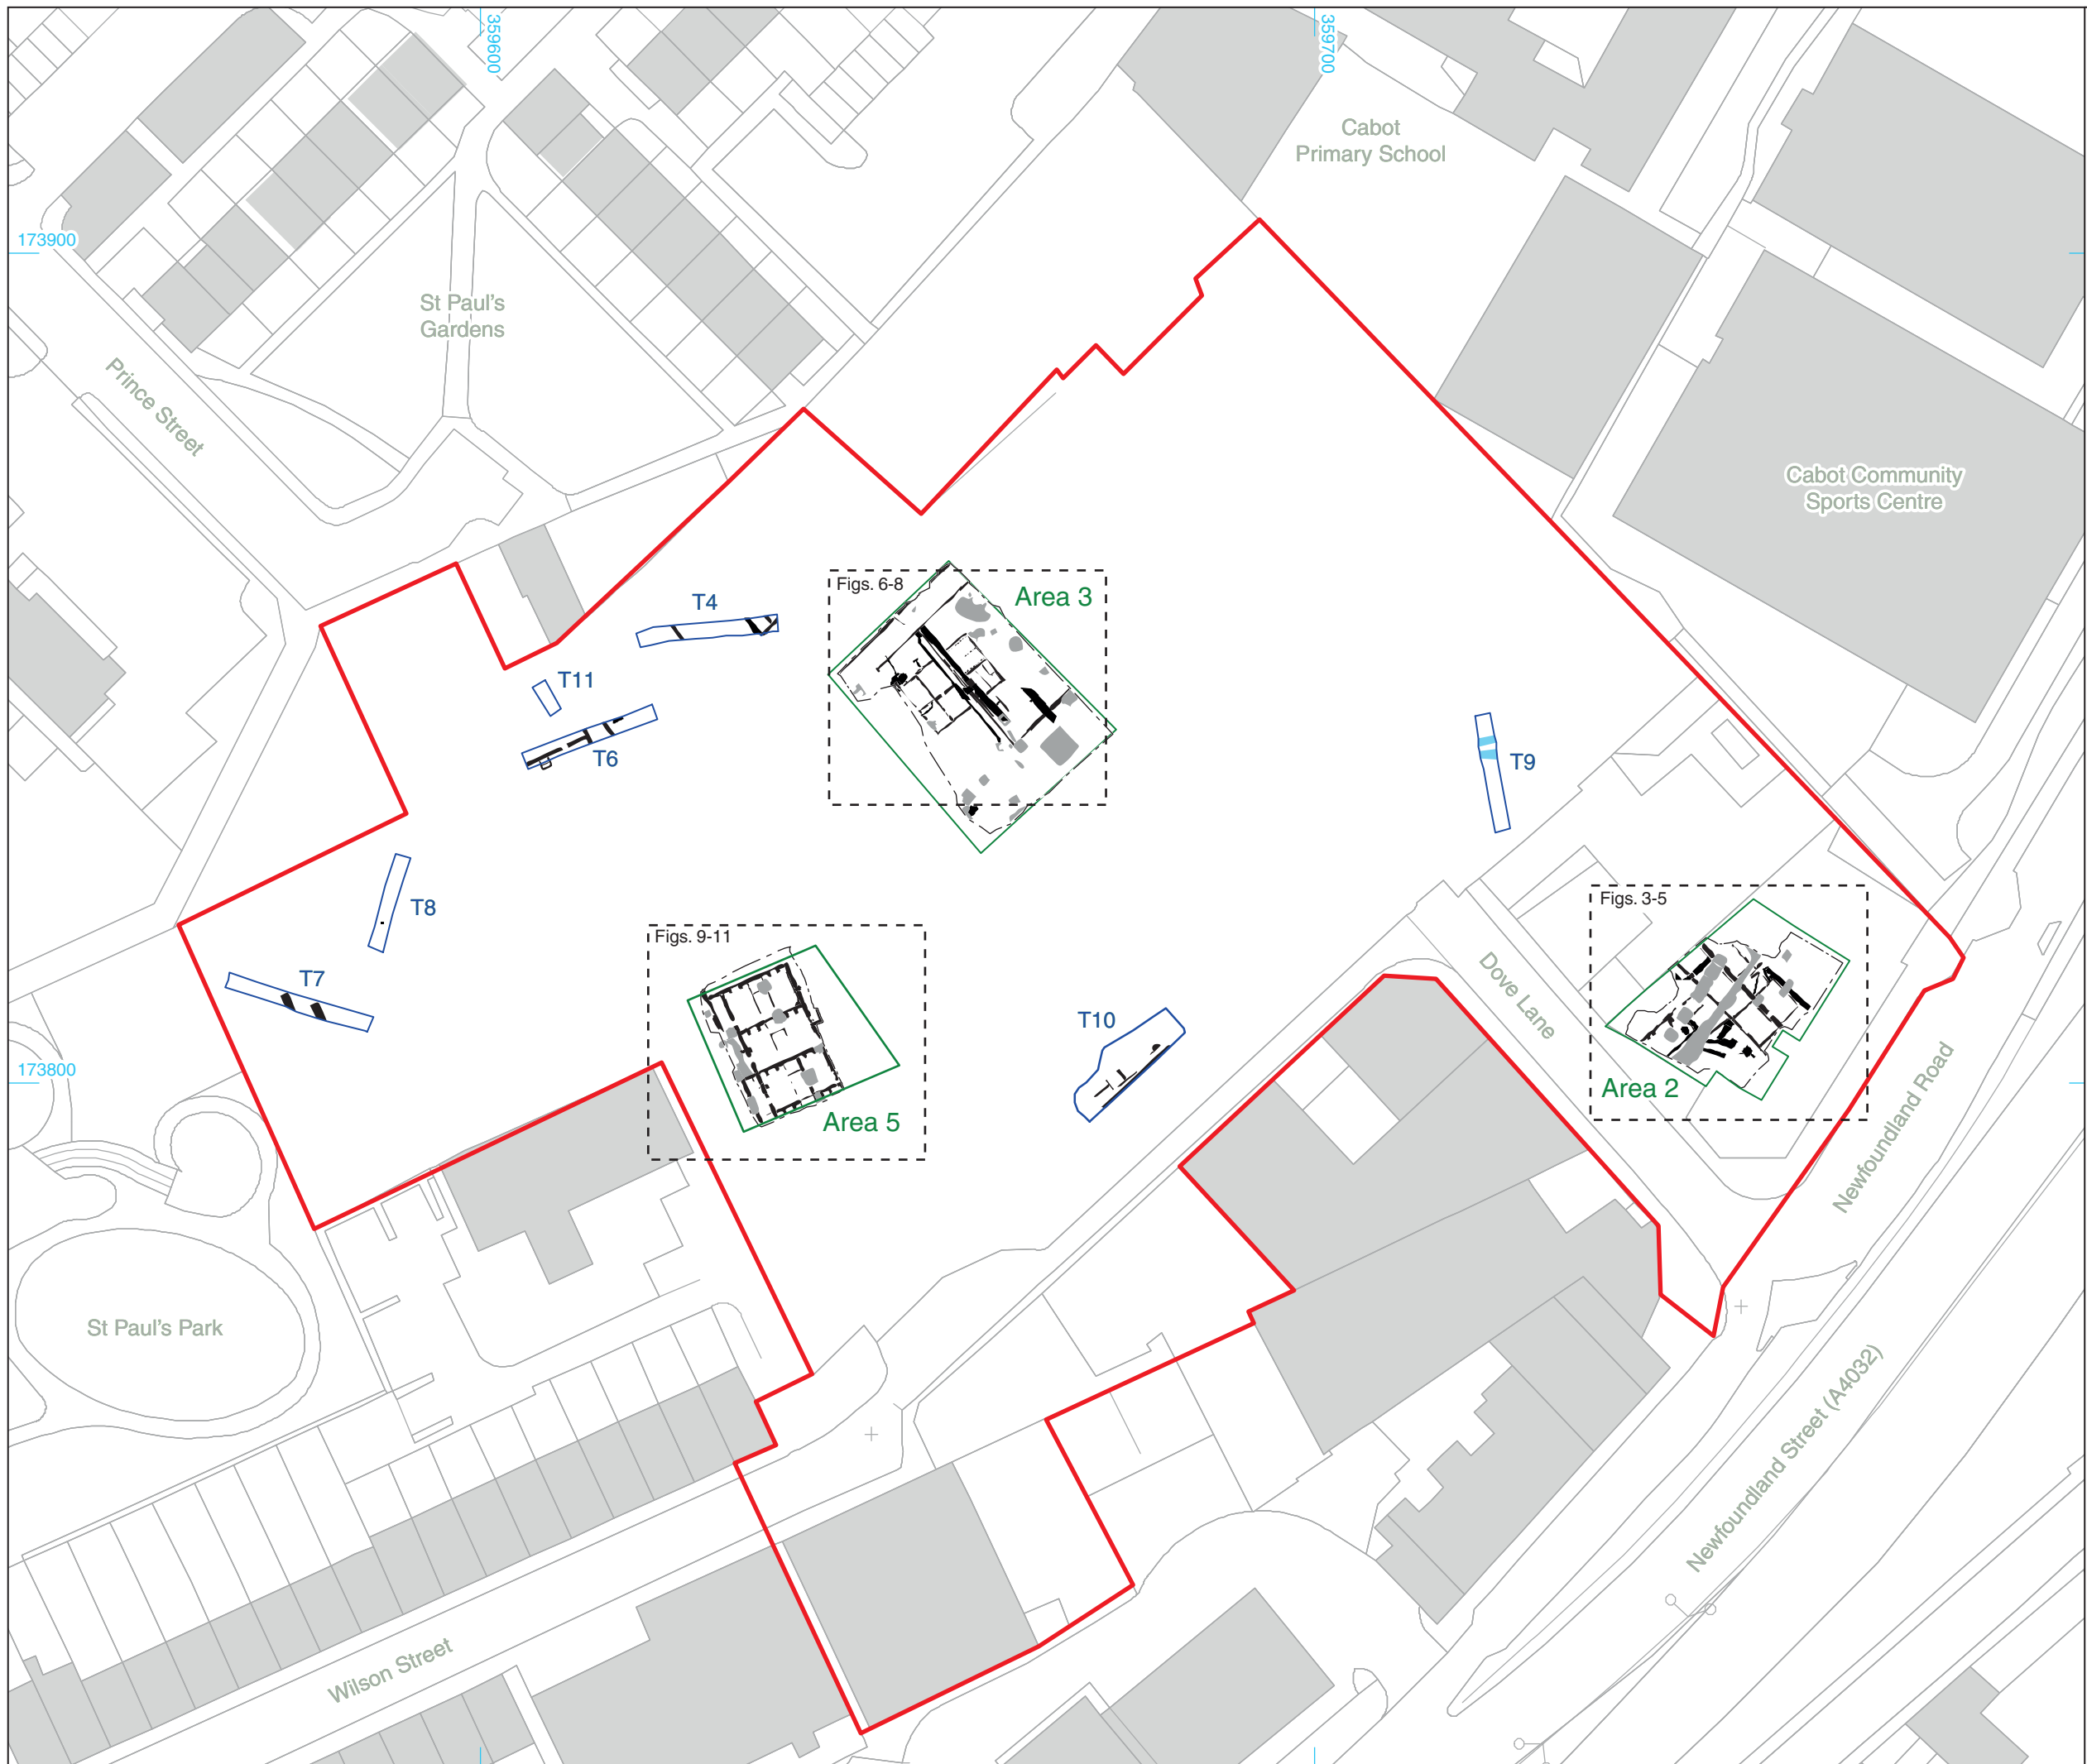 359600
359700
Cabot
Primary School
173900
St Paul's
Gardens
Prince Street
Cabot Community
Sports Centre
Figs. 6-8
Area 3
T4
T11
T6
T9
T8
Figs. 3-5
Figs. 9-11
T7
Dove Lane
T10
173800
Area 2
Area 5
Newfoundland Road
St Paul's Park
Newfoundland Street (A4032)
Wilson Street